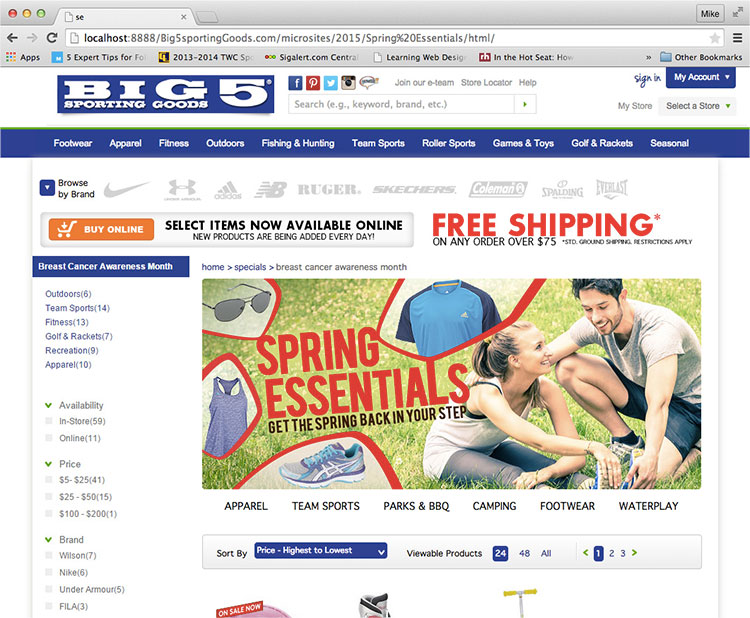 se
Mike
localhost:8888/Big5sportingGoods.com/microsites/2015/Spring%20Essentials/html/
Apps
5 Expert Tips for Fol
2013-2014 TWC Sp
Sigalert.com Central
Learning Web Design
In the Hot Seat: How
»
Other Bookmarks
BIG 5
SPORTING GOODS
Join our e-team Store Locator Help
sign in
My Account
Search (e.g., keyword, brand, etc.)
My Store
Select a Store
Footwear Apparel Fitness Outdoors Fishing & Hunting Team Sports Roller Sports Games & Toys Golf & Rackets Seasonal
Browse
by Brand
UNDER ARMOUR
adidas
new balance
RUGER
SKECHERS
Coleman
SPALDING
EVERLAST
BUY ONLINE
SELECT ITEMS NOW AVAILABLE ONLINE
NEW PRODUCTS ARE BEING ADDED EVERY DAY!
FREE SHIPPING*
ON ANY ORDER OVER $75 *STD. GROUND SHIPPING. RESTRICTIONS APPLY
Breast Cancer Awareness Month
Outdoors(6)
Team Sports(14)
Fitness(13)
Golf & Rackets(7)
Recreation(9)
Apparel(10)
Availability
In-Store(59)
Online(11)
Price
$5- $25(41)
$25 - $50(15)
$100 - $200(1)
Brand
Wilson(7)
Nike(6)
Under Armour(5)
FILA(3)
home > specials > breast cancer awareness month
SPRING
ESSENTIALS
GET THE SPRING BACK IN YOUR STEP
APPAREL TEAM SPORTS PARKS & BBQ CAMPING FOOTWEAR WATERPLAY
Sort By Price - Highest to Lowest Viewable Products 24 48 All < 1 2 3 >
ON SALE NOW